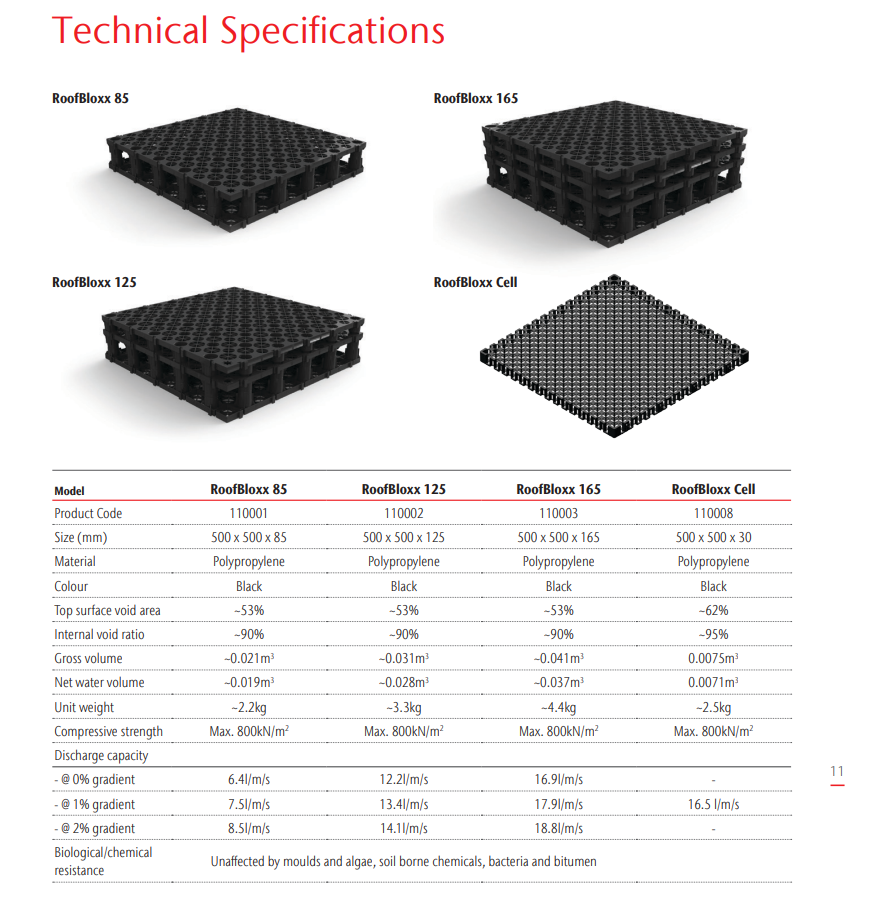 Technical Specifications
RoofBloxx 85
RoofBloxx 165
RoofBloxx 125
RoofBloxx Cell
Model RoofBloxx 85 RoofBloxx 125 RoofBloxx 165 RoofBloxx Cell
Product Code 110001 110002 110003 110008
Size (mm) 500 x 500 x 85 500 x 500 x 125 500 x 500 x 165 500 x 500 x 30
Material Polypropylene Polypropylene Polypropylene Polypropylene
Colour Black Black Black Black
Top surface void area ~53% ~53% ~53% ~62%
Internal void ratio ~90% ~90% ~90% ~95%
Gross volume ~0.021m³ ~0.031m³ ~0.041m³ 0.0075m³
Net water volume ~0.019m³ ~0.028m³ ~0.037m³ 0.0071m³
Unit weight ~2.2kg ~3.3kg ~4.4kg ~2.5kg
Compressive strength Max. 800kN/m² Max. 800kN/m² Max. 800kN/m² Max. 800kN/m²
Discharge capacity
- @ 0% gradient 6.4l/m/s 12.2l/m/s 16.9l/m/s -
- @ 1% gradient 7.5l/m/s 13.4l/m/s 17.9l/m/s 16.5 l/m/s
- @ 2% gradient 8.5l/m/s 14.1l/m/s 18.8l/m/s -
Biological/chemical
resistance Unaffected by moulds and algae, soil borne chemicals, bacteria and bitumen
11